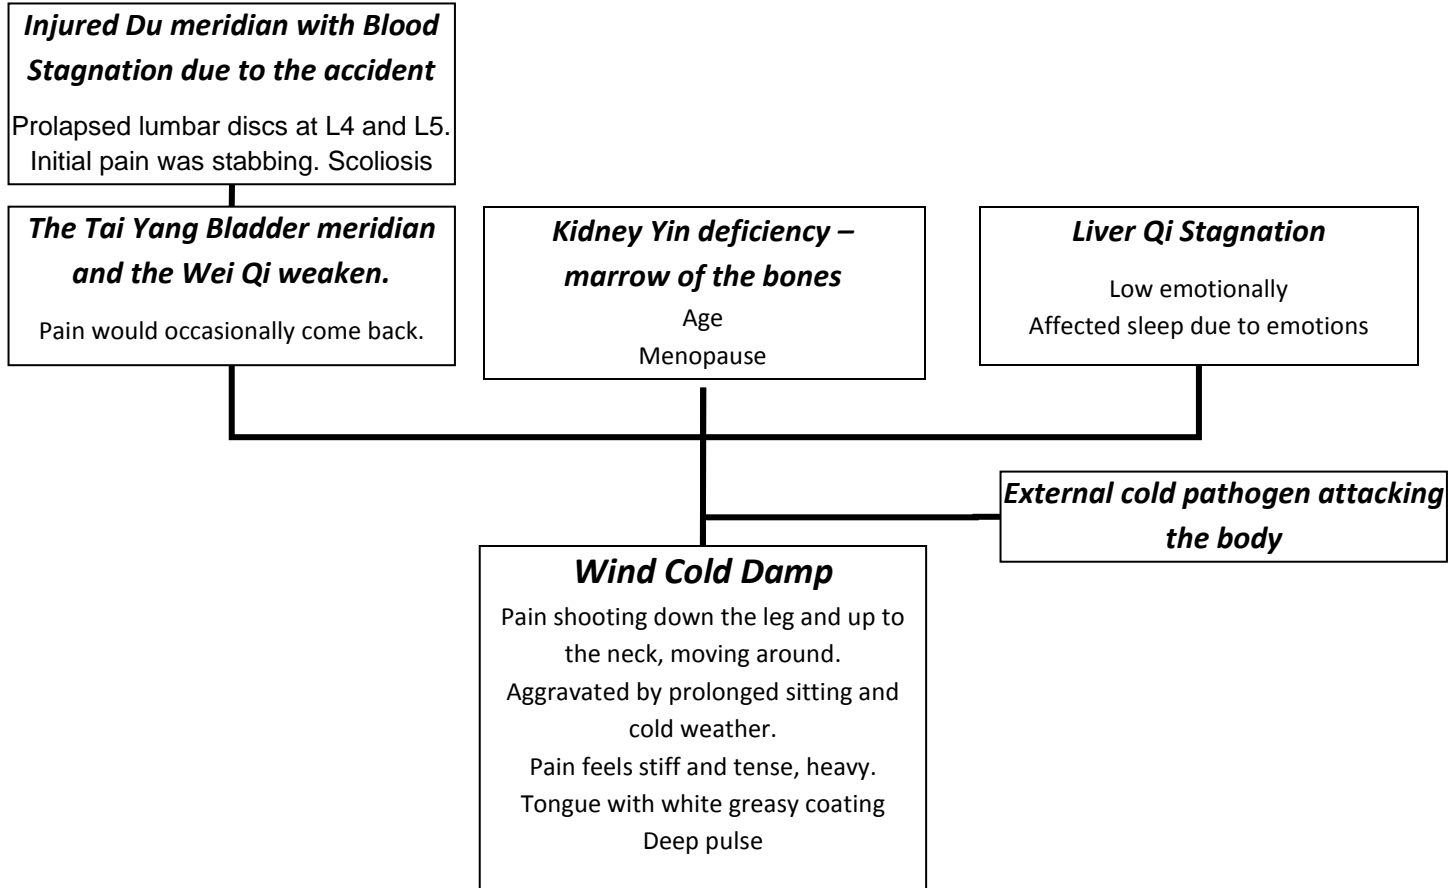 Injured Du meridian with Blood
Stagnation due to the accident
Prolapsed lumbar discs at L4 and L5.
Initial pain was stabbing. Scoliosis
The Tai Yang Bladder meridian
and the Wei Qi weaken.
Pain would occasionally come back.
Kidney Yin deficiency –
marrow of the bones
Age
Menopause
Liver Qi Stagnation
Low emotionally
Affected sleep due to emotions
External cold pathogen attacking
the body
Wind Cold Damp
Pain shooting down the leg and up to
the neck, moving around.
Aggravated by prolonged sitting and
cold weather.
Pain feels stiff and tense, heavy.
Tongue with white greasy coating
Deep pulse